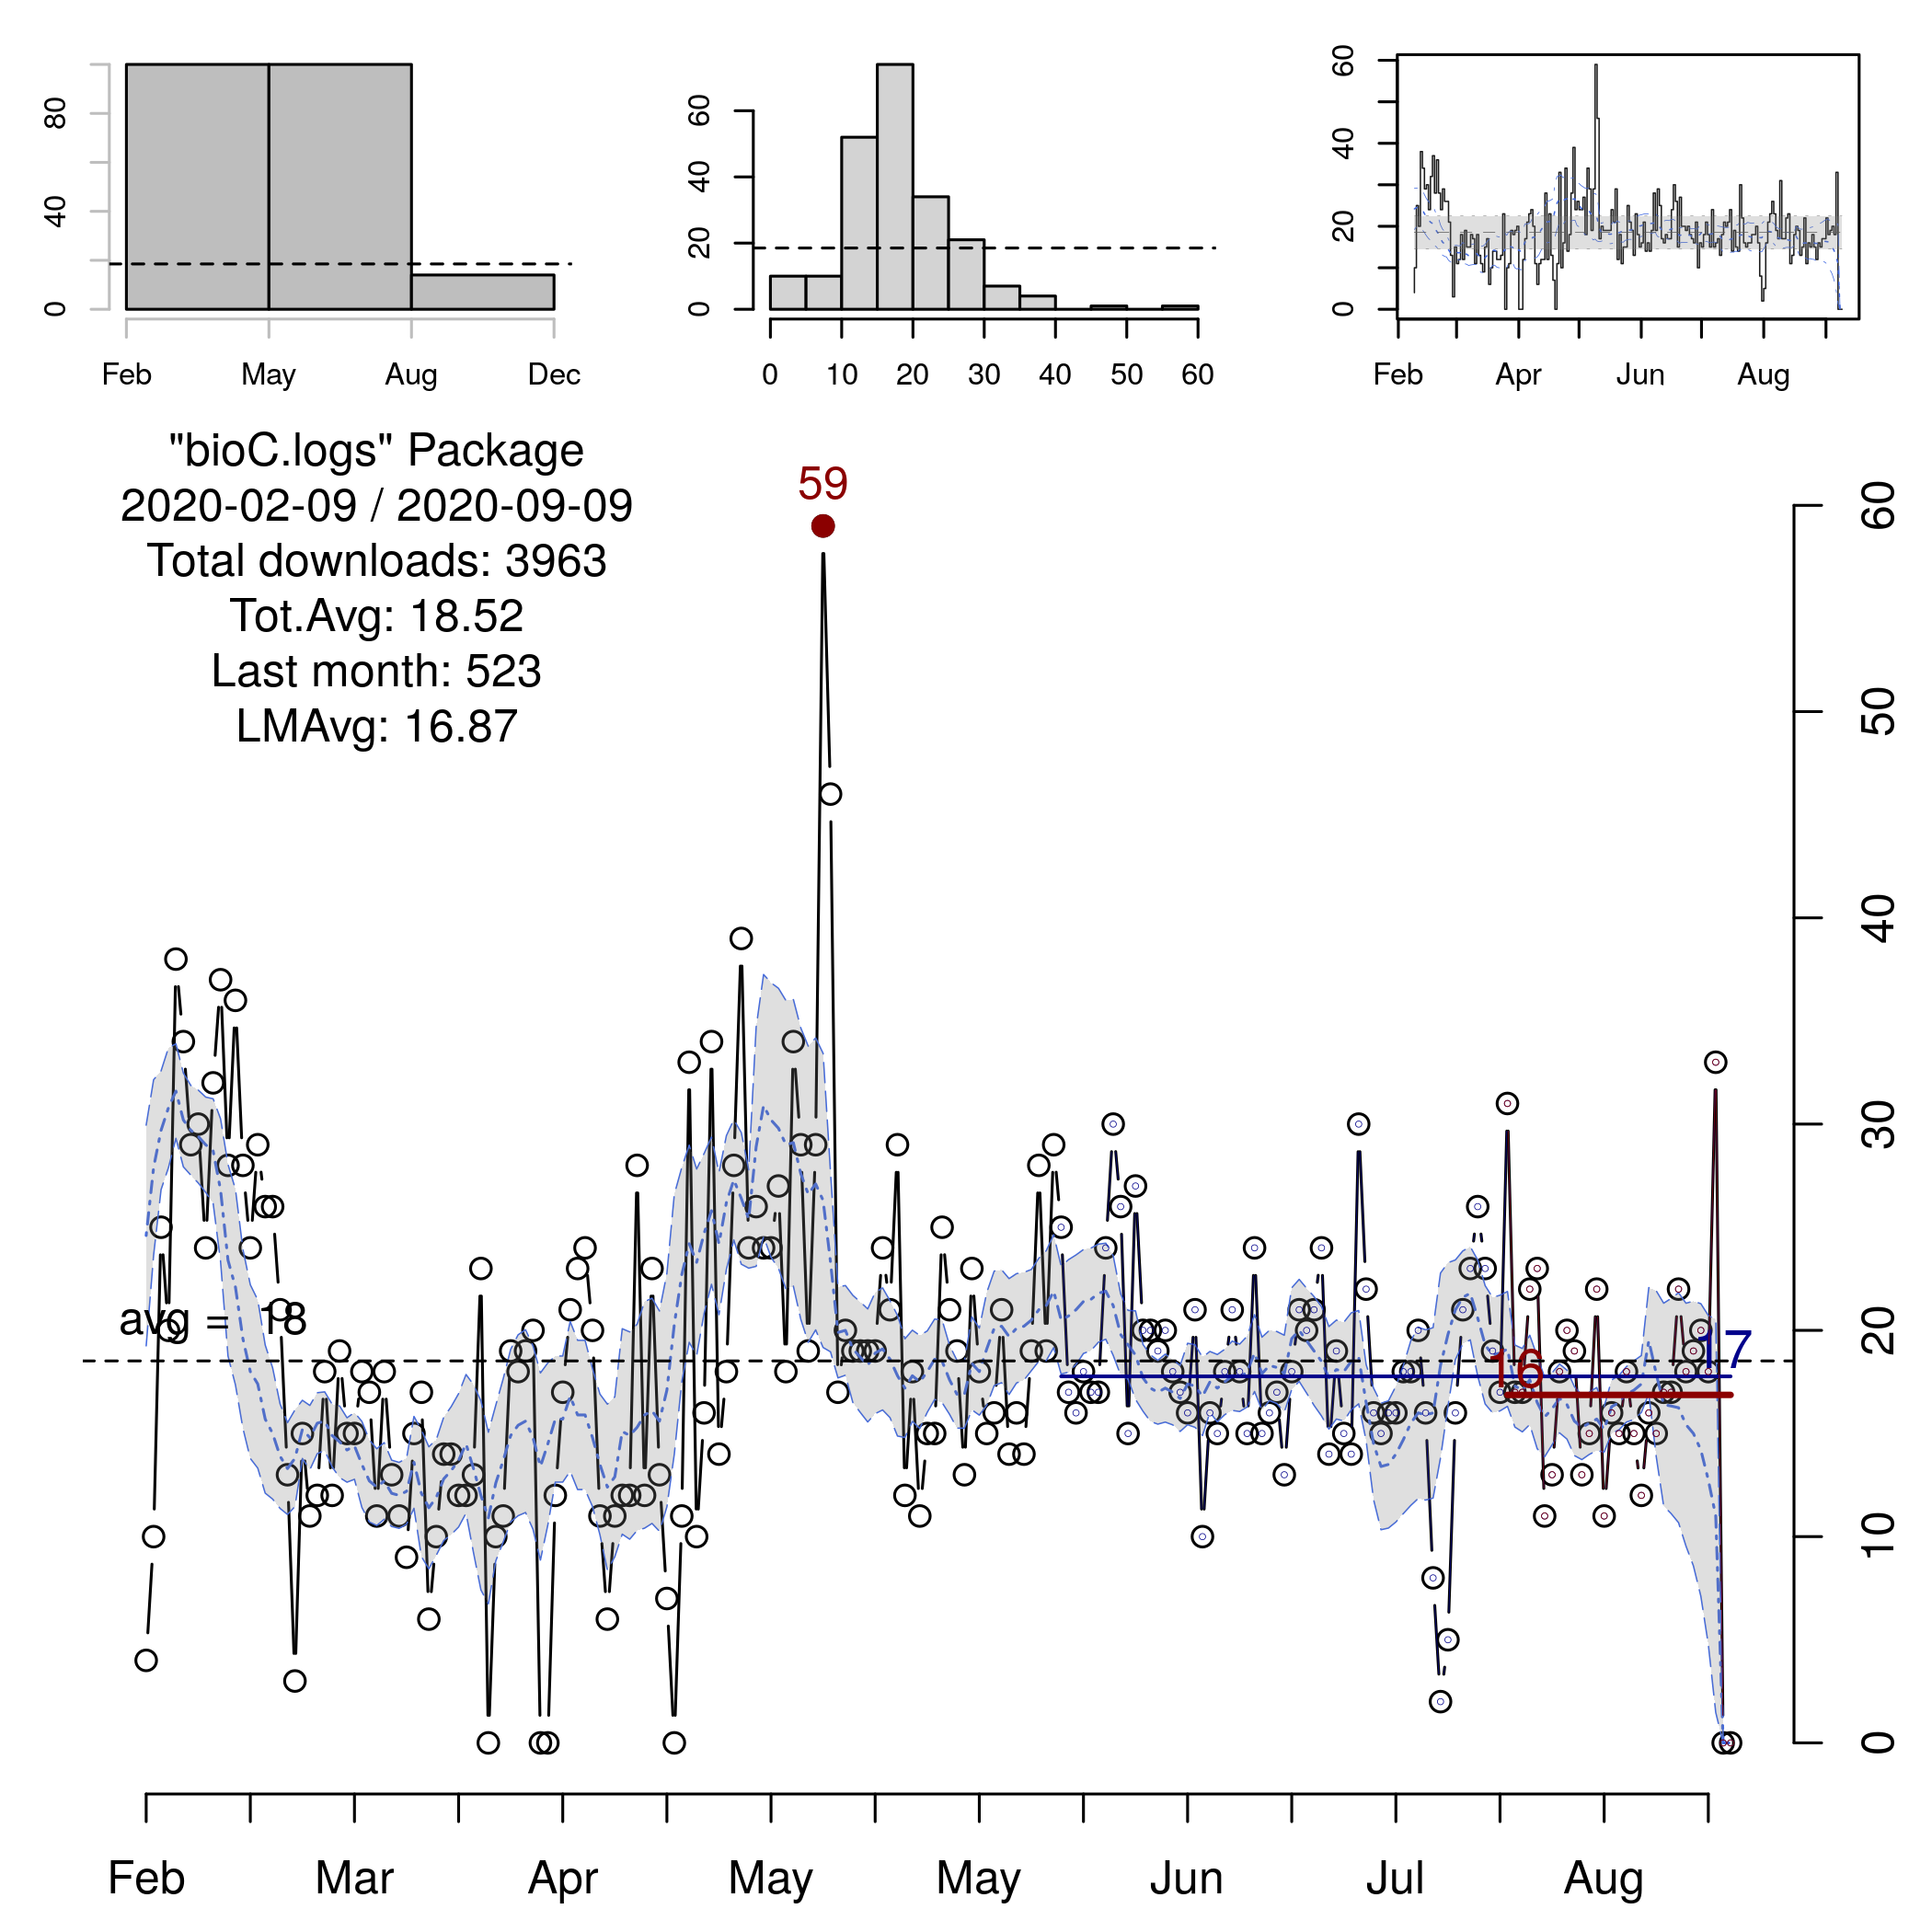 80
40
0
Feb May Aug Dec
60
40
20
0
0 10 20 30 40 50 60
60
40
20
0
Feb Apr Jun Aug
"bioC.logs" Package
2020-02-09 / 2020-09-09
Total downloads: 3963
Tot.Avg: 18.52
Last month: 523
LMAvg: 16.87
59
60
50
40
30
20
10
0
avg = 18
17
16
Feb Mar Apr May May Jun Jul Aug